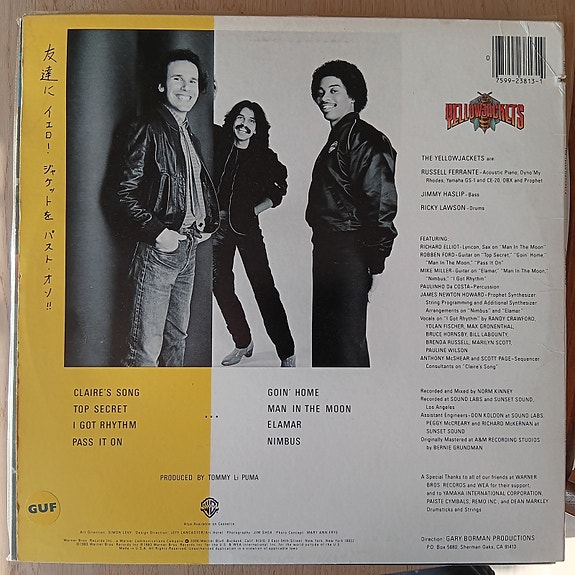 友達に イエロー・ジャケットを パスト・オン!!
0
7599-23813-1
YELLOWJACKETS
THE YELLOWJACKETS are:
RUSSELL FERRANTE-Acoustic Piano, Dyno My
Rhodes, Yamaha GS-1 and CE-20, OBX and Prophet
JIMMY HASLIP-Bass
RICKY LAWSON-Drums
FEATURING:
RICHARD ELLIOT-Lyricon, Sax on "Man In The Moon"
ROBBEN FORD-Guitar on "Top Secret," "Goin' Home,"
"Man In The Moon," "Pass It On"
MIKE MILLER-Guitar on "Elamar," "Man In The Moon,"
"Nimbus," "I Got Rhythm"
PAULINHO Da COSTA-Percussion
JAMES NEWTON HOWARD-Prophet Synthesizer
String Programming and Additional Synthesizer
Arrangements on "Nimbus" and "Elamar"
Vocals on "I Got Rhythm" by RANDY CRAWFORD,
YOLAN FISCHER, MAX GRONENTHAL,
BRUCE HORNSBY, BILL LABOUNTY,
BRENDA RUSSELL, MARILYN SCOTT,
PAULINE WILSON
ANTHONY McSHEAR and SCOTT PAGE-Sequencer
Consultants on "Claire's Song"
CLAIRE'S SONG
TOP SECRET
I GOT RHYTHM
PASS IT ON
...
GOIN' HOME
MAN IN THE MOON
ELAMAR
NIMBUS
Recorded and Mixed by NORM KINNEY
Recorded at SOUND LABS and SUNSET SOUND,
Los Angeles
Assistant Engineers-DON KOLDON at SOUND LABS,
PEGGY McCREARY and RICHARD McKERNAN at
SUNSET SOUND
Originally Mastered at A&M RECORDING STUDIOS
by BERNIE GRUNDMAN
PRODUCED BY TOMMY Li PUMA
A Special Thanks to all of our friends at WARNER
BROS. RECORDS and WEA for their support;
and to YAMAHA INTERNATIONAL CORPORATION,
PAISTE CYMBALS, REMO INC., and DEAN MARKLEY
Drumsticks and Strings
GUF
Also Available on Cassette
Direction: GARY BORMAN PRODUCTIONS
P.O. Box 5680, Sherman Oaks, CA 91413